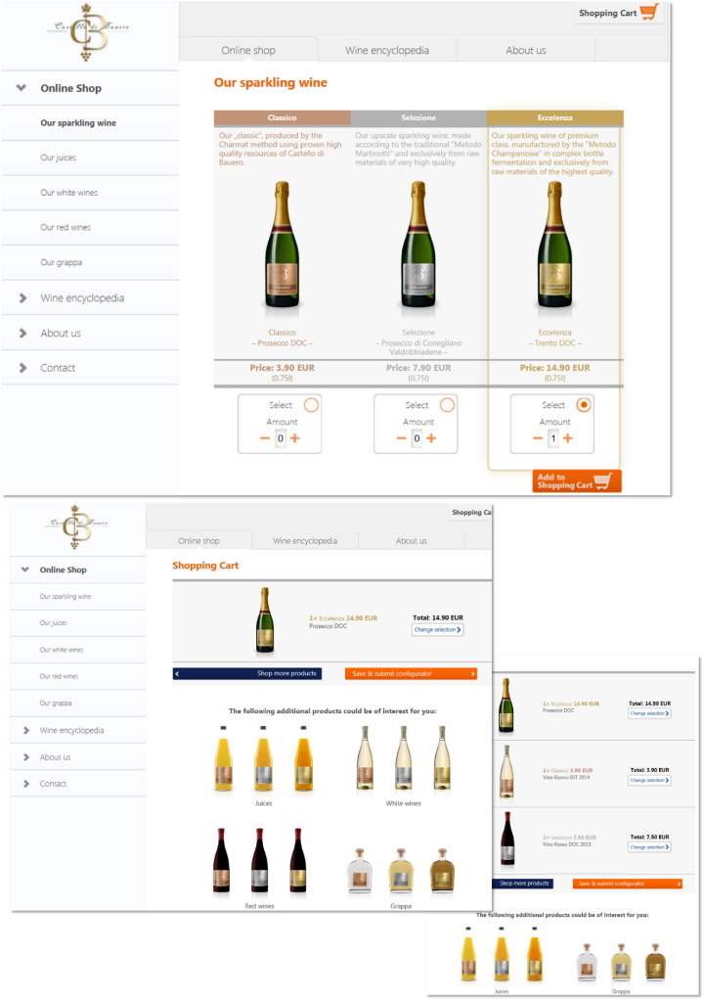 Castello di Bauero
CB
Shopping Cart
Online shop
Wine encyclopedia
About us
Online Shop
Our sparkling wine
Our juices
Our white wines
Our red wines
Our grappa
Wine encyclopedia
About us
Contact
Our sparkling wine
Classico
Selezione
Eccelenza
Our „classic", produced by the
Charmat method using proven high
quality resources of Castello di
Bauero.
Our upscale sparkling wine, made
according to the traditional "Metodo
Martinotti" and exclusively from raw
materials of very high quality.
Our sparkling wine of premium
class, manufactured by the "Metodo
Champenoise" in complex bottle
fermentation and exclusively from
raw materials of the highest quality.
Classico
– Prosecco DOC –
Selezione
– Prosecco di Conegliano
Valdobbiadene –
Eccelenza
– Trento DOC –
Price: 3.90 EUR
(0.75l)
Price: 7.90 EUR
(0.75l)
Price: 14.90 EUR
(0.75l)
Select
Amount
− 0 +
Select
Amount
− 0 +
Select
Amount
− 1 +
Add to
Shopping Cart
Castello di Bauero
CB
Shopping Ca
Online shop
Wine encyclopedia
About us
Online Shop
Our sparkling wine
Our juices
Our white wines
Our red wines
Our grappa
Wine encyclopedia
About us
Contact
Shopping Cart
1× Eccelenza 14.90 EUR
Prosecco DOC
Total: 14.90 EUR
Change selection
Shop more products
Save & submit configurator
The following additional products could be of interest for you:
Juices
White wines
Red wines
Grappa
1× Eccelenza 14.90 EUR
Prosecco DOC
Total: 14.90 EUR
Change selection
1× Classico 3.90 EUR
Vino Bianco IGT 2014
Total: 3.90 EUR
Change selection
1× Selezione 7.50 EUR
Vino Rosso DOC 2013
Total: 7.50 EUR
Change selection
Shop more products
Save & submit configurator
The following additional products could be of interest for you:
Juices
Grappa